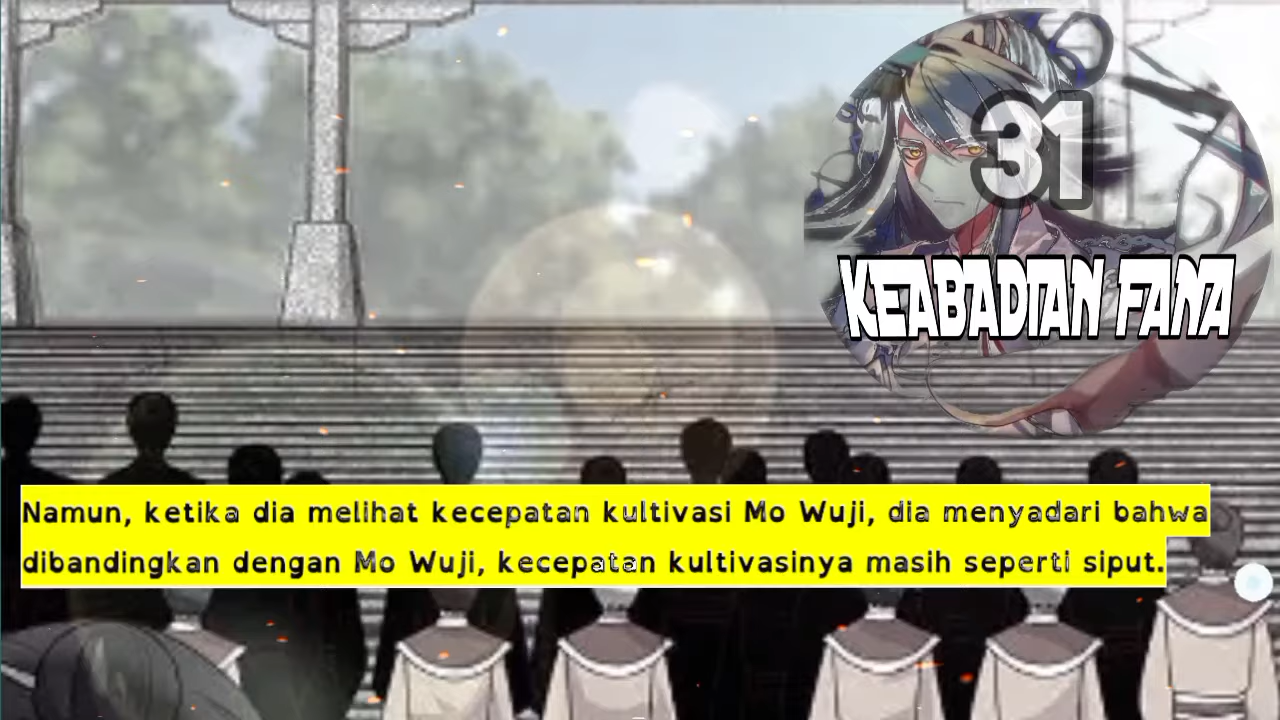 31
KEABADIAN FANA
Namun, ketika dia melihat kecepatan kultivasi Mo Wuji, dia menyadari bahwa
dibandingkan dengan Mo Wuji, kecepatan kultivasinya masih seperti siput.